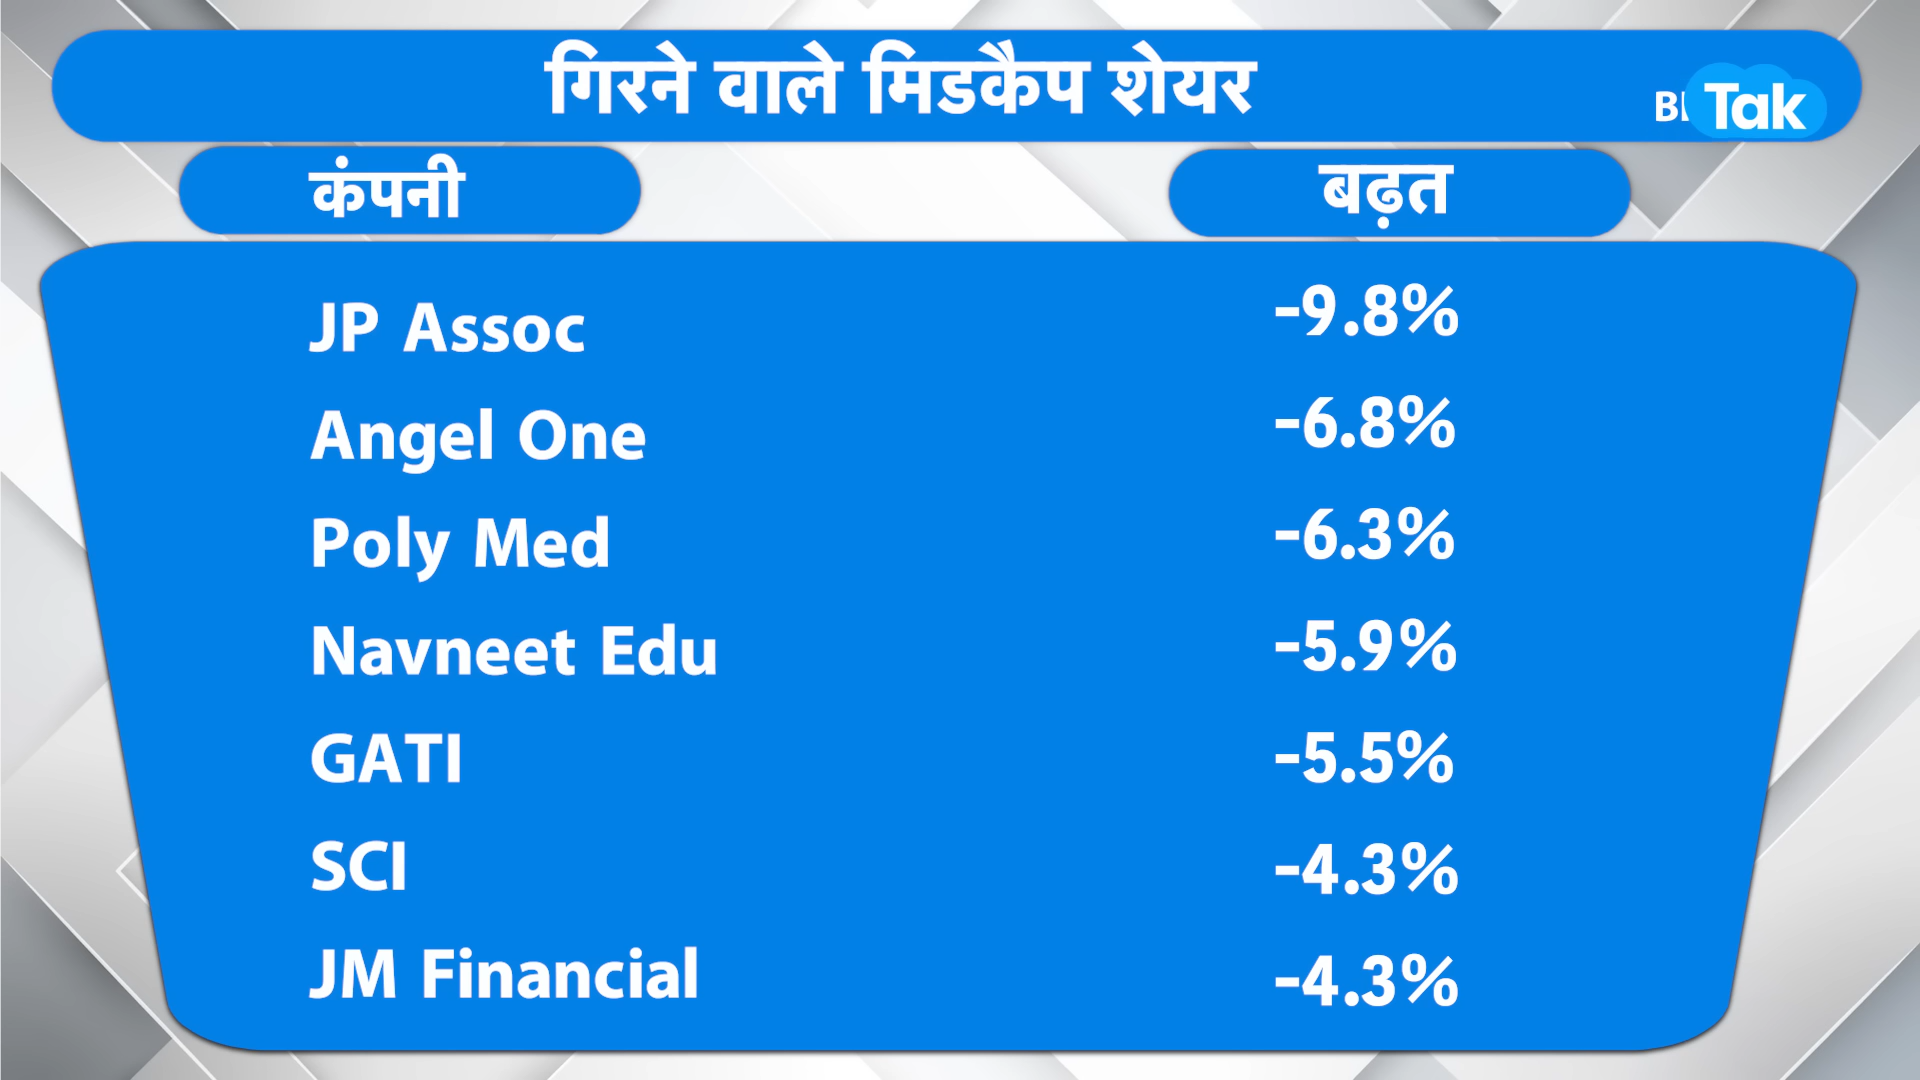 गिरने वाले मिडकैप शेयर
Tak
कंपनी बढ़त
JP Assoc -9.8%
Angel One -6.8%
Poly Med -6.3%
Navneet Edu -5.9%
GATI -5.5%
SCI -4.3%
JM Financial -4.3%